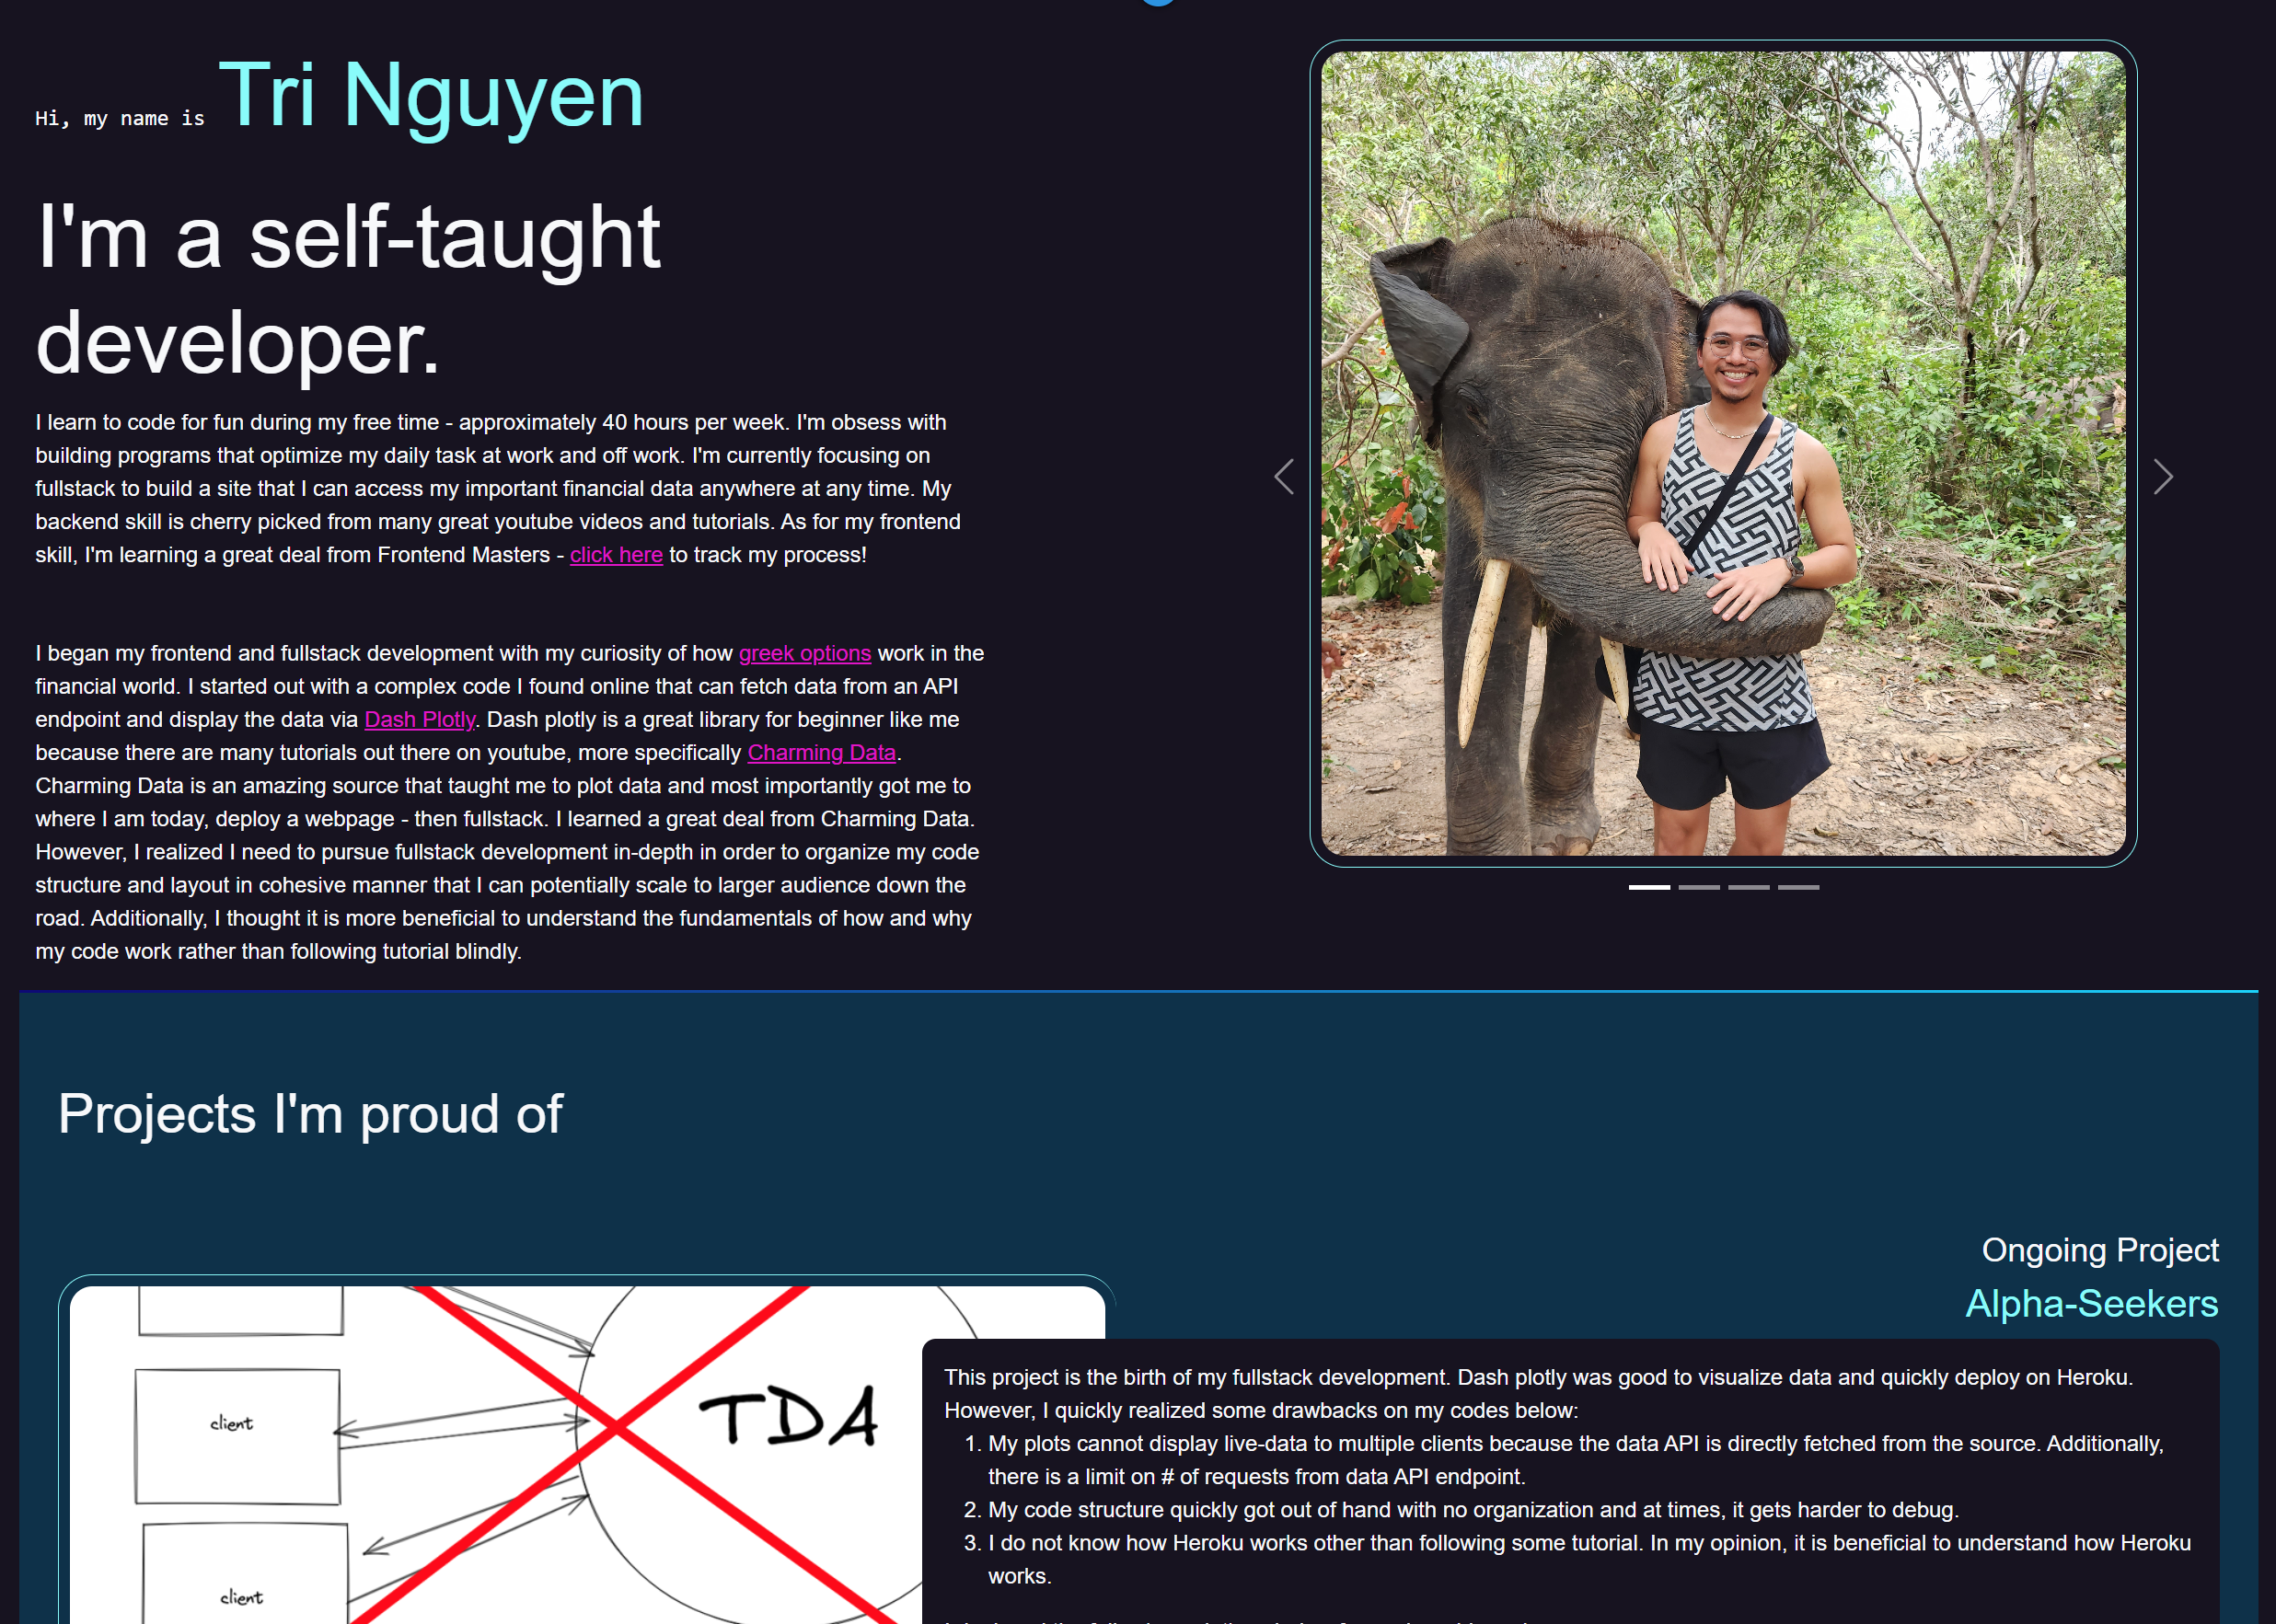 Hi, my name is Tri Nguyen
I'm a self-taught
developer.
I learn to code for fun during my free time - approximately 40 hours per week. I'm obsess with
building programs that optimize my daily task at work and off work. I'm currently focusing on
fullstack to build a site that I can access my important financial data anywhere at any time. My
backend skill is cherry picked from many great youtube videos and tutorials. As for my frontend
skill, I'm learning a great deal from Frontend Masters - click here to track my process!
I began my frontend and fullstack development with my curiosity of how greek options work in the
financial world. I started out with a complex code I found online that can fetch data from an API
endpoint and display the data via Dash Plotly. Dash plotly is a great library for beginner like me
because there are many tutorials out there on youtube, more specifically Charming Data.
Charming Data is an amazing source that taught me to plot data and most importantly got me to
where I am today, deploy a webpage - then fullstack. I learned a great deal from Charming Data.
However, I realized I need to pursue fullstack development in-depth in order to organize my code
structure and layout in cohesive manner that I can potentially scale to larger audience down the
road. Additionally, I thought it is more beneficial to understand the fundamentals of how and why
my code work rather than following tutorial blindly.
Projects I'm proud of
Ongoing Project
Alpha-Seekers
client
TDA
client
This project is the birth of my fullstack development. Dash plotly was good to visualize data and quickly deploy on Heroku.
However, I quickly realized some drawbacks on my codes below:
1. My plots cannot display live-data to multiple clients because the data API is directly fetched from the source. Additionally,
there is a limit on # of requests from data API endpoint.
2. My code structure quickly got out of hand with no organization and at times, it gets harder to debug.
3. I do not know how Heroku works other than following some tutorial. In my opinion, it is beneficial to understand how Heroku
works.